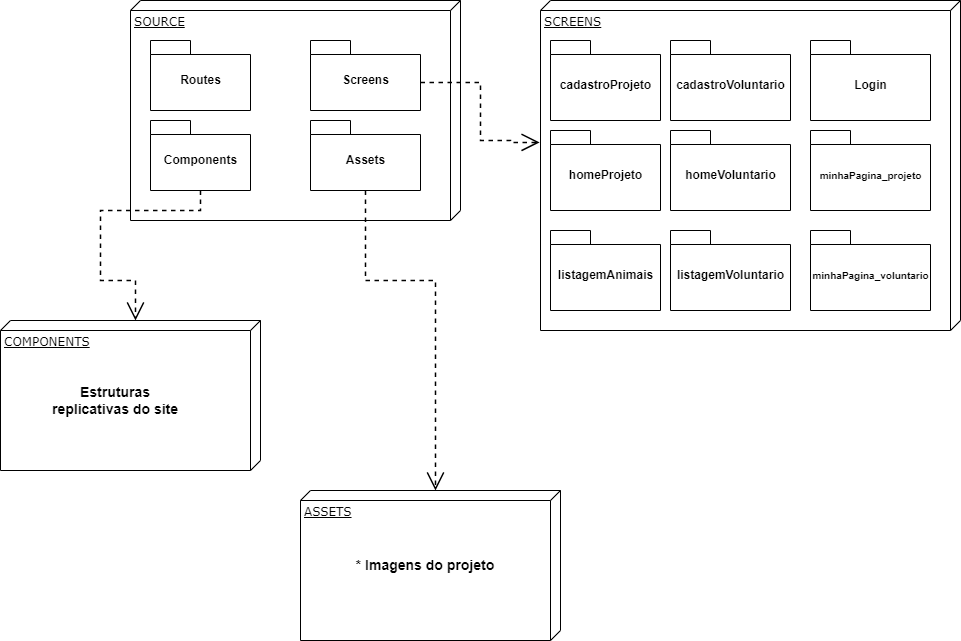 SOURCE
Routes
Screens
Components
Assets
SCREENS
cadastroProjeto
cadastroVoluntario
Login
homeProjeto
homeVoluntario
minhaPagina_projeto
listagemAnimais
listagemVoluntario
minhaPagina_voluntario
COMPONENTS
Estruturas
replicativas do site
ASSETS
* Imagens do projeto